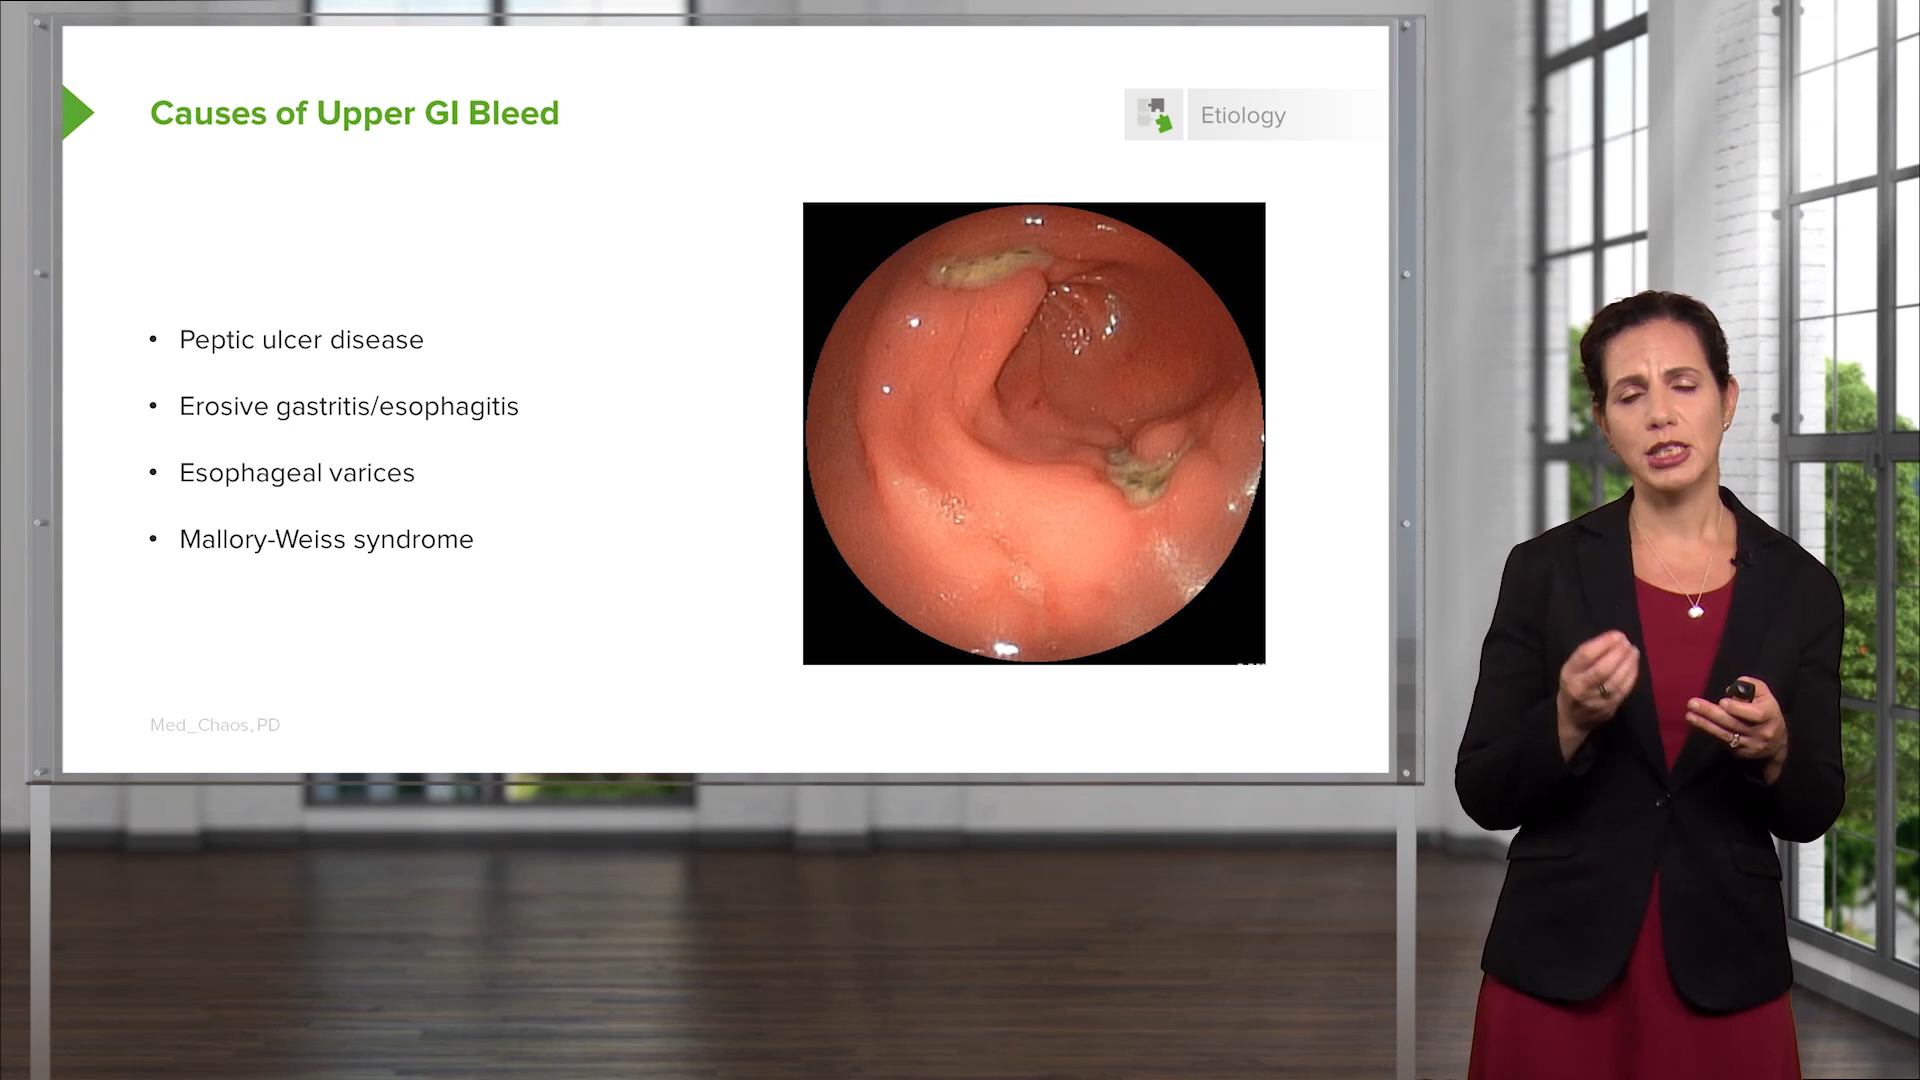 Causes of Upper GI Bleed
Etiology
• Peptic ulcer disease
• Erosive gastritis/esophagitis
• Esophageal varices
• Mallory-Weiss syndrome
Med_Chaos, PD